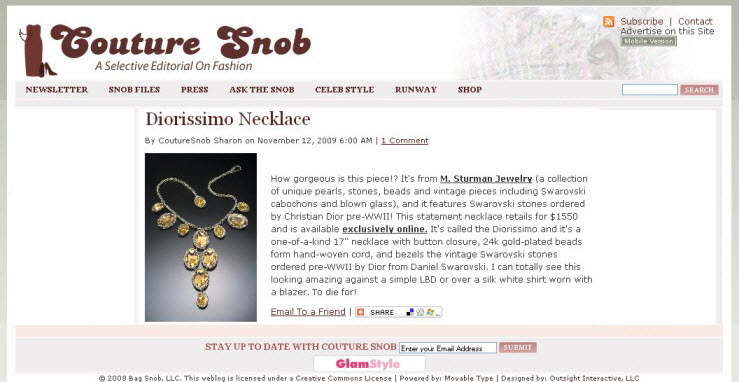 Couture Snob
A Selective Editorial On Fashion
Subscribe | Contact
Advertise on this Site
Mobile Version
NEWSLETTER SNOB FILES PRESS ASK THE SNOB CELEB STYLE RUNWAY SHOP SEARCH
Diorissimo Necklace
By CoutureSnob Sharon on November 12, 2009 6:00 AM | 1 Comment
How gorgeous is this piece!? It's from M. Sturman Jewelry (a collection
of unique pearls, stones, beads and vintage pieces including Swarovski
cabochons and blown glass), and it features Swarovski stones ordered
by Christian Dior pre-WWII! This statement necklace retails for $1550
and is available exclusively online. It's called the Diorissimo and it's a
one-of-a-kind 17" necklace with button closure, 24k gold-plated beads
form hand-woven cord, and bezels the vintage Swarovski stones
ordered pre-WWII by Dior from Daniel Swarovski. I can totally see this
looking amazing against a simple LBD or over a silk white shirt worn with
a blazer. To die for!
Email To a Friend | SHARE
STAY UP TO DATE WITH COUTURE SNOB Enter your Email Address SUBMIT
GlamStyle
© 2008 Bag Snob, LLC. This weblog is licensed under a Creative Commons License | Powered by: Movable Type | Designed by: Outsight Interactive, LLC